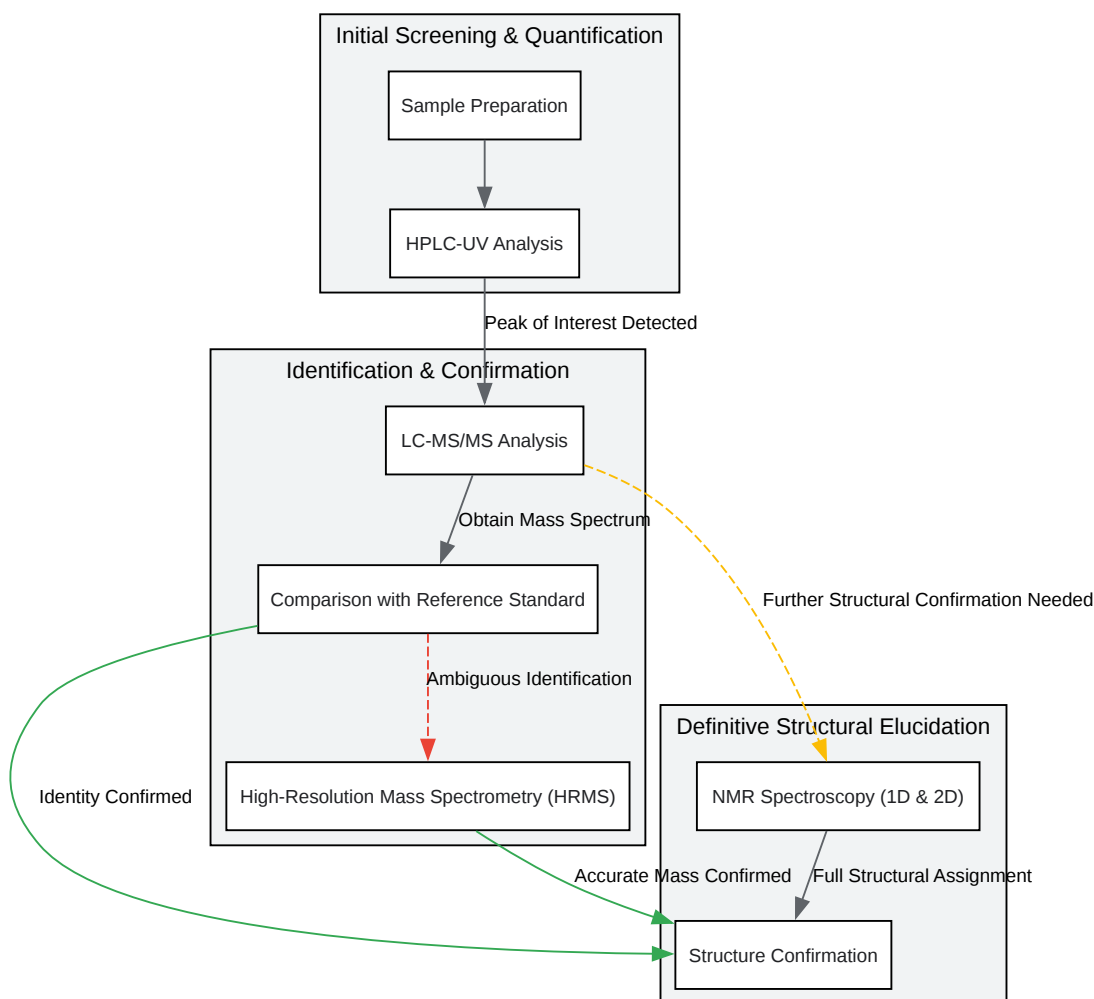 Initial Screening & Quantification
Sample Preparation
HPLC-UV Analysis
Peak of Interest Detected
Identification & Confirmation
LC-MS/MS Analysis
Obtain Mass Spectrum
Comparison with Reference Standard
Further Structural Confirmation Needed
Ambiguous Identification
Definitive Structural Elucidation
Identity Confirmed
High-Resolution Mass Spectrometry (HRMS)
NMR Spectroscopy (1D & 2D)
Accurate Mass Confirmed
Full Structural Assignment
Structure Confirmation